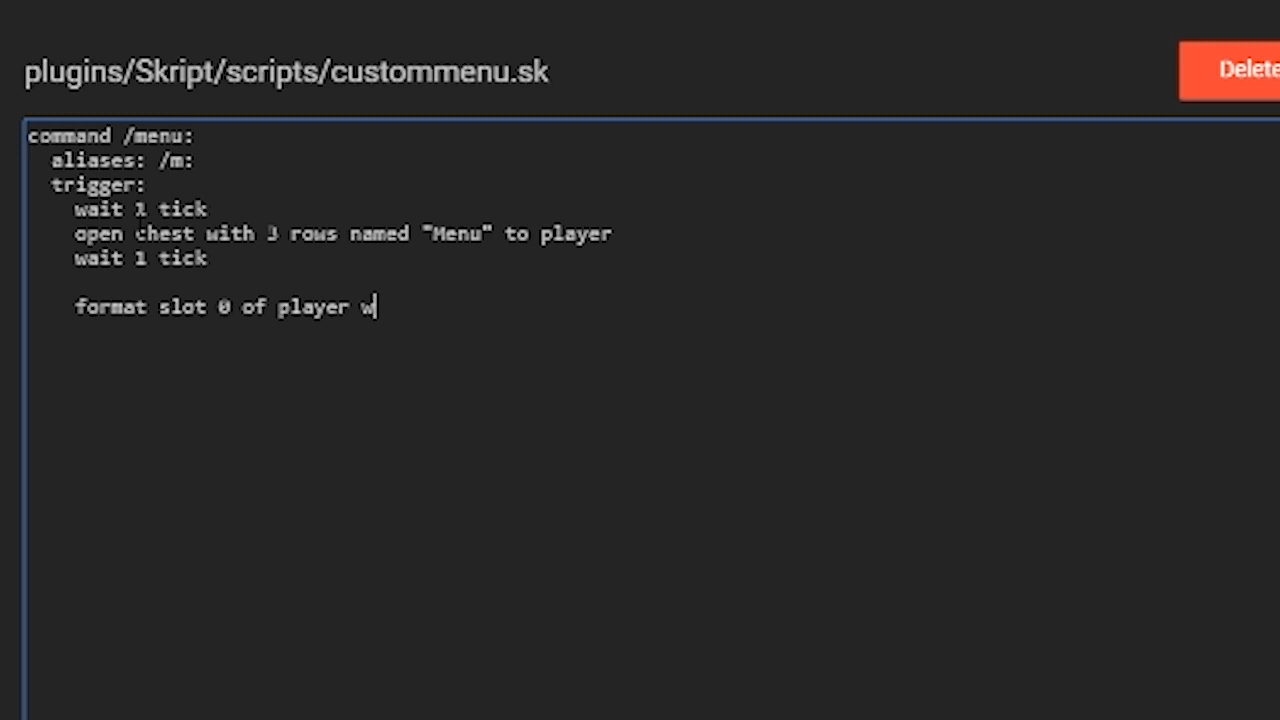 plugins/Skript/scripts/custommenu.sk
Delete
command /menu:
  aliases: /m:
  trigger:
    wait 1 tick
    open chest with 3 rows named "Menu" to player
    wait 1 tick

    format slot 0 of player w